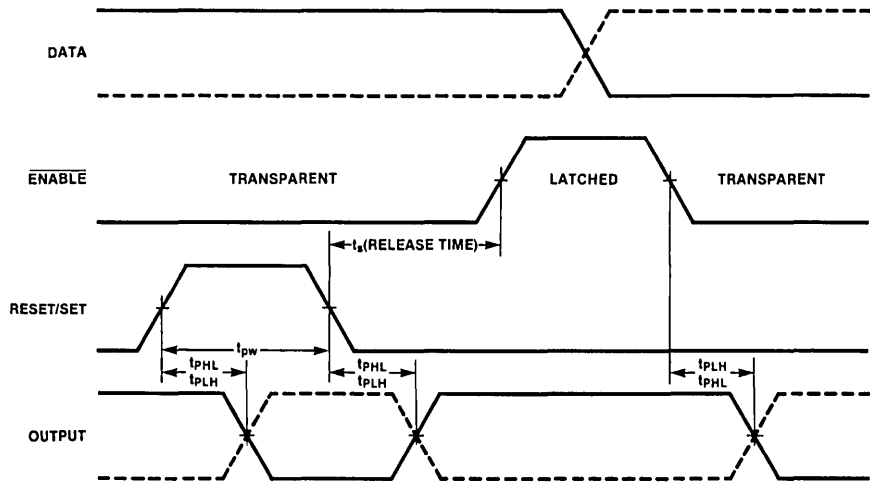 DATA
ENABLE
TRANSPARENT
LATCHED
TRANSPARENT
ts(RELEASE TIME)
RESET/SET
tpw
tPHL
tPLH
tPHL
tPLH
tPLH
tPHL
OUTPUT